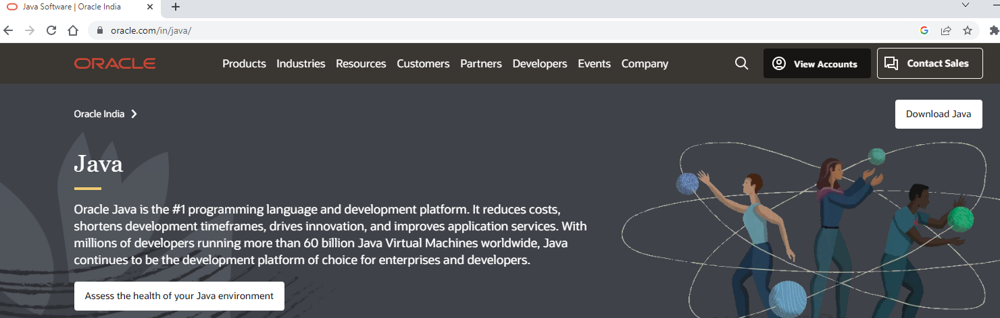 Java Software | Oracle India
oracle.com/in/java/
ORACLE Products Industries Resources Customers Partners Developers Events Company View Accounts Contact Sales
Oracle India
Download Java
Java
Oracle Java is the #1 programming language and development platform. It reduces costs,
shortens development timeframes, drives innovation, and improves application services. With
millions of developers running more than 60 billion Java Virtual Machines worldwide, Java
continues to be the development platform of choice for enterprises and developers.
Assess the health of your Java environment